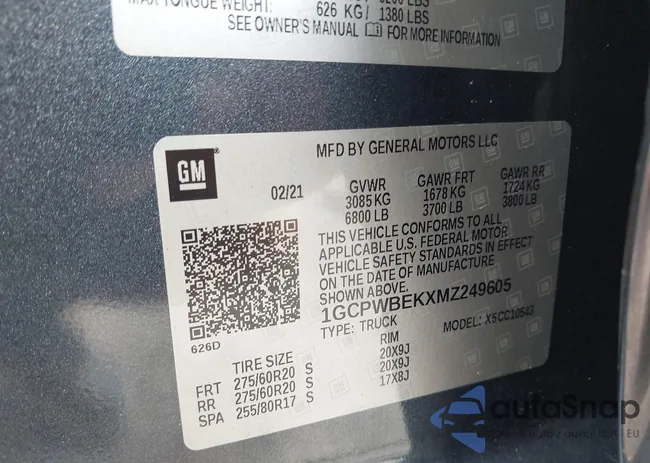 MAX TONGUE WEIGHT: 626 KG/ 1380 LBS
SEE OWNER'S MANUAL FOR MORE INFORMATION
GM
MFD BY GENERAL MOTORS LLC
02/21
GVWR GAWR FRT GAWR RR
3085 KG 1678 KG 1724 KG
6800 LB 3700 LB 3800 LB
THIS VEHICLE CONFORMS TO ALL
APPLICABLE U.S. FEDERAL MOTOR
VEHICLE SAFETY STANDARDS IN EFFECT
ON THE DATE OF MANUFACTURE
SHOWN ABOVE.
1GCPWBEKXMZ249605
TYPE: TRUCK MODEL: X5CC10543
626D
TIRE SIZE RIM
FRT 275/60R20 S 20X9J
RR 275/60R20 S 20X9J
SPA 255/80R17 S 17X8J
autoSnap